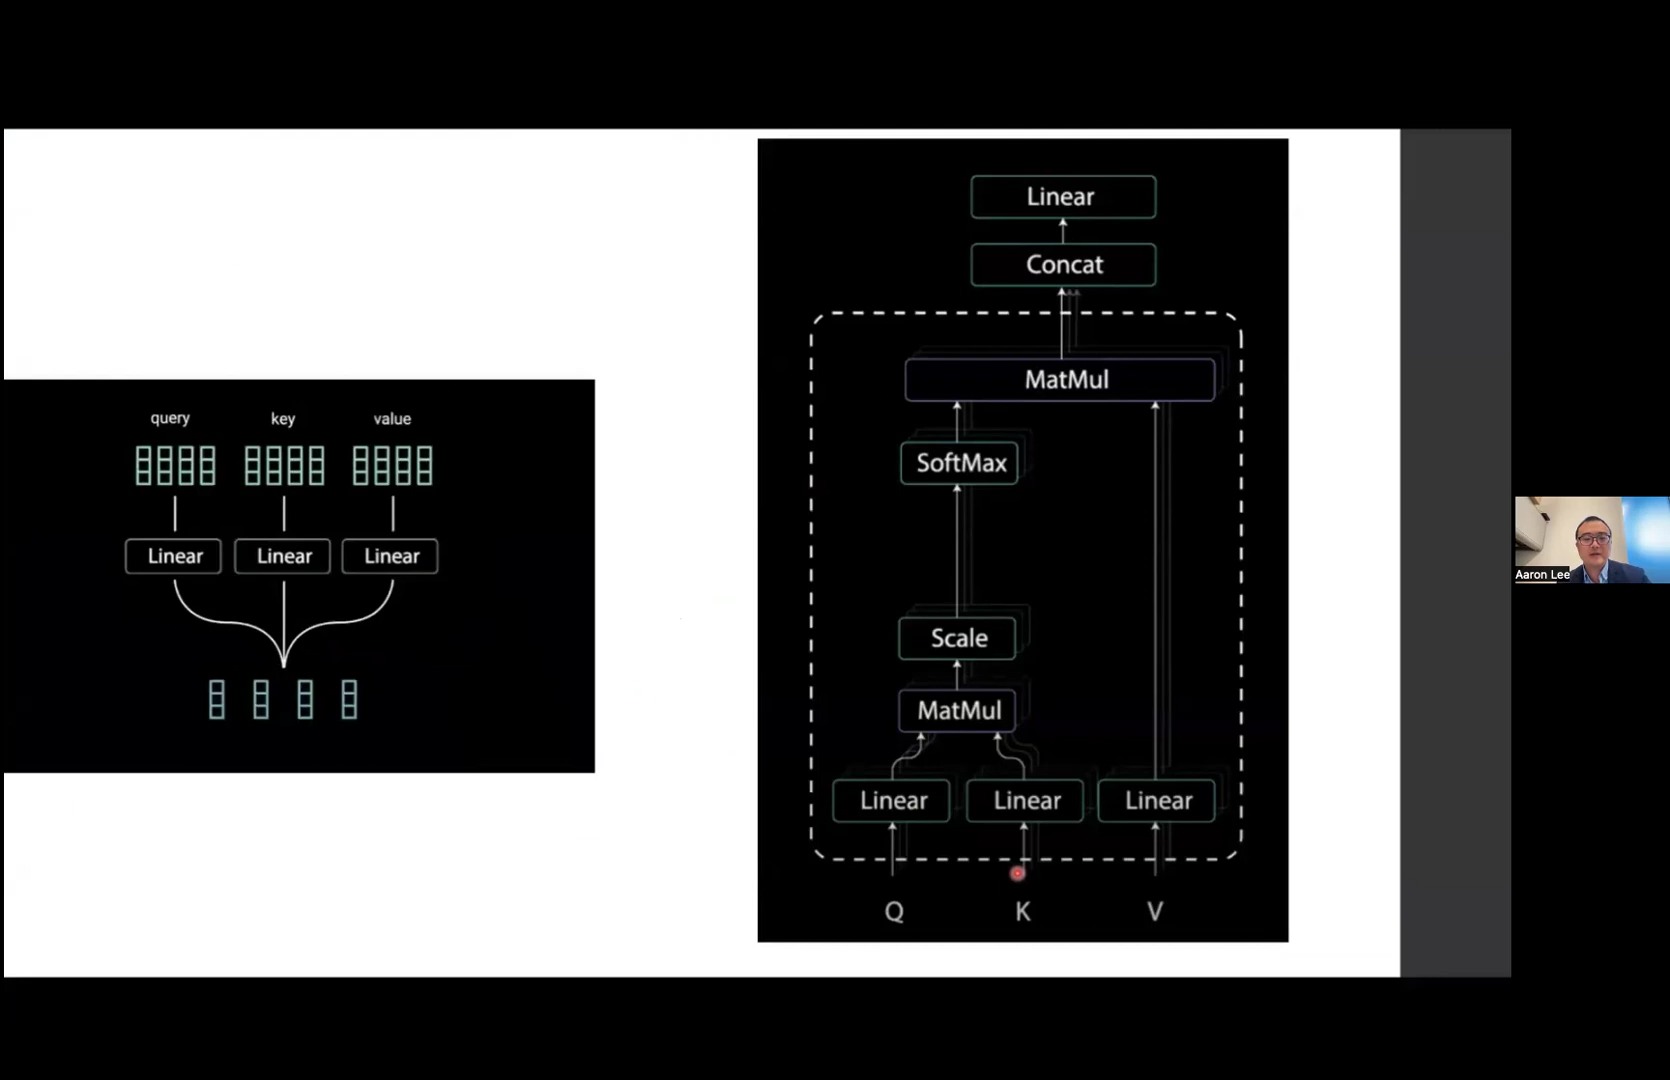 query key value
Linear Linear Linear
Linear
Concat
MatMul
SoftMax
Scale
MatMul
Linear Linear Linear
Q K V
Aaron Lee